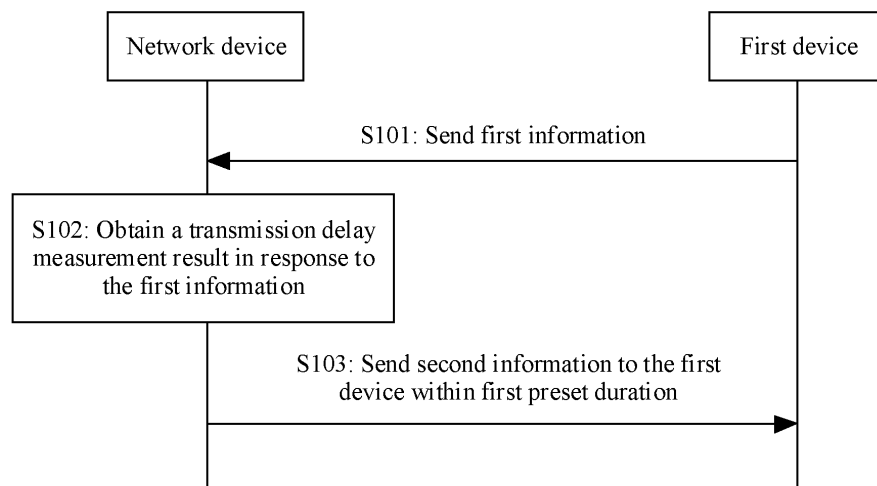 Network device
First device
S101: Send first information
S102: Obtain a transmission delay
measurement result in response to
the first information
S103: Send second information to the first
device within first preset duration